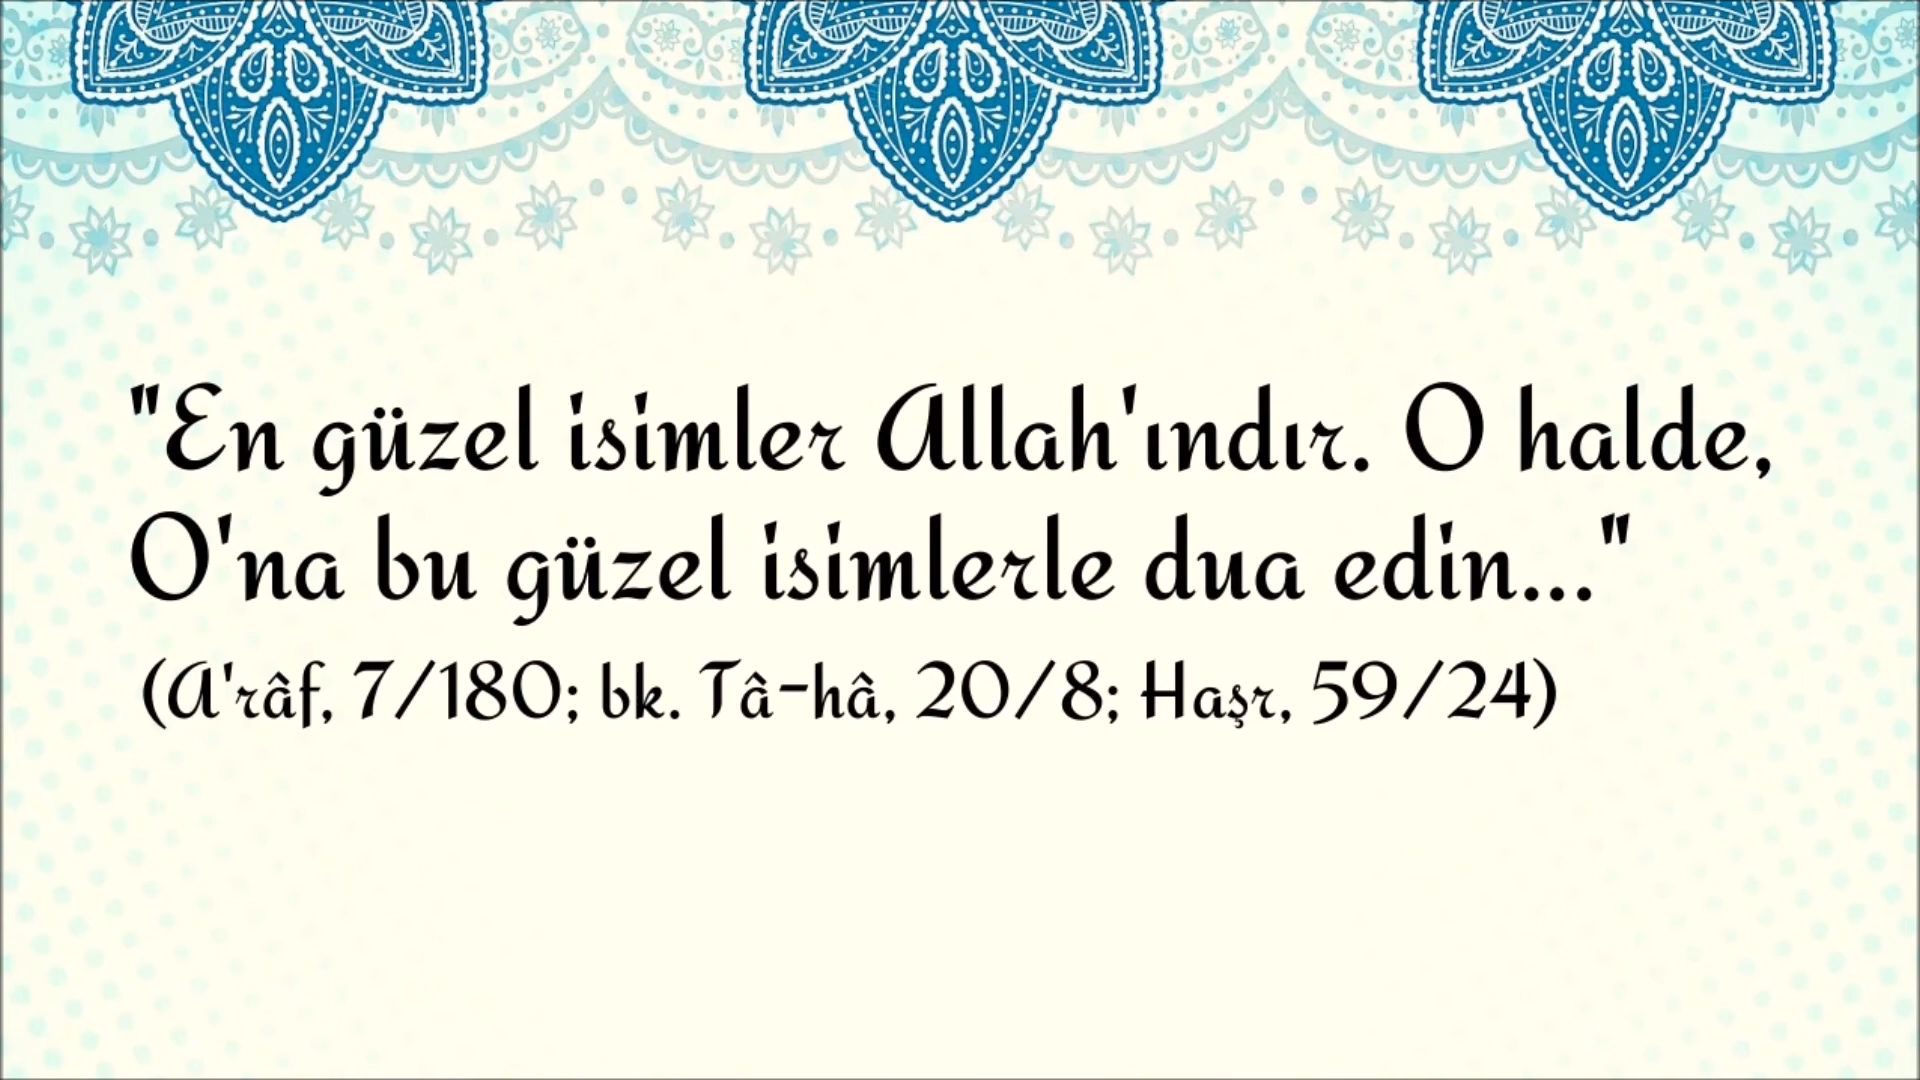 "En güzel isimler Allah'ındır. O halde,
O'na bu güzel isimlerle dua edin..."
(A'râf, 7/180; bk. Tâ-hâ, 20/8; Haşr, 59/24)